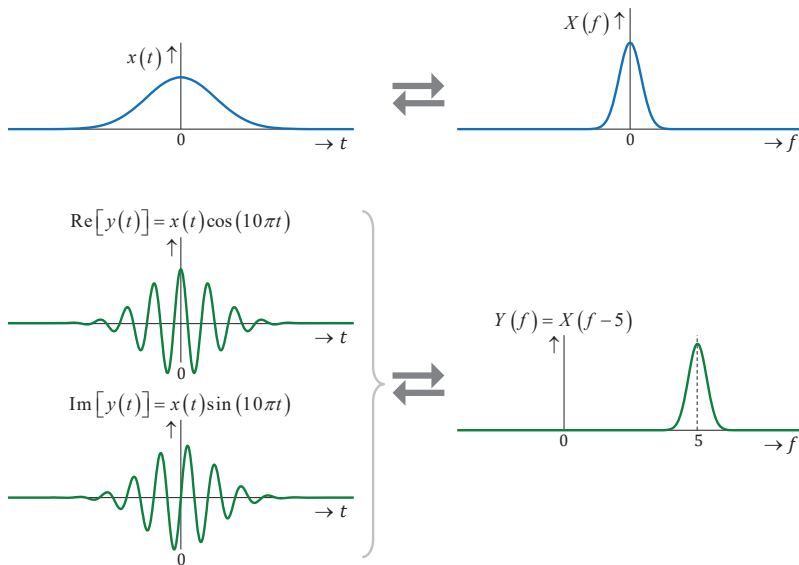 x(t) ↑
0
→ t
X(f) ↑
0
→ f
Re[y(t)] = x(t)cos(10πt)
↑
→ t
0
Im[y(t)] = x(t)sin(10πt)
↑
→ t
0
Y(f) = X(f−5)
↑
0 5 → f